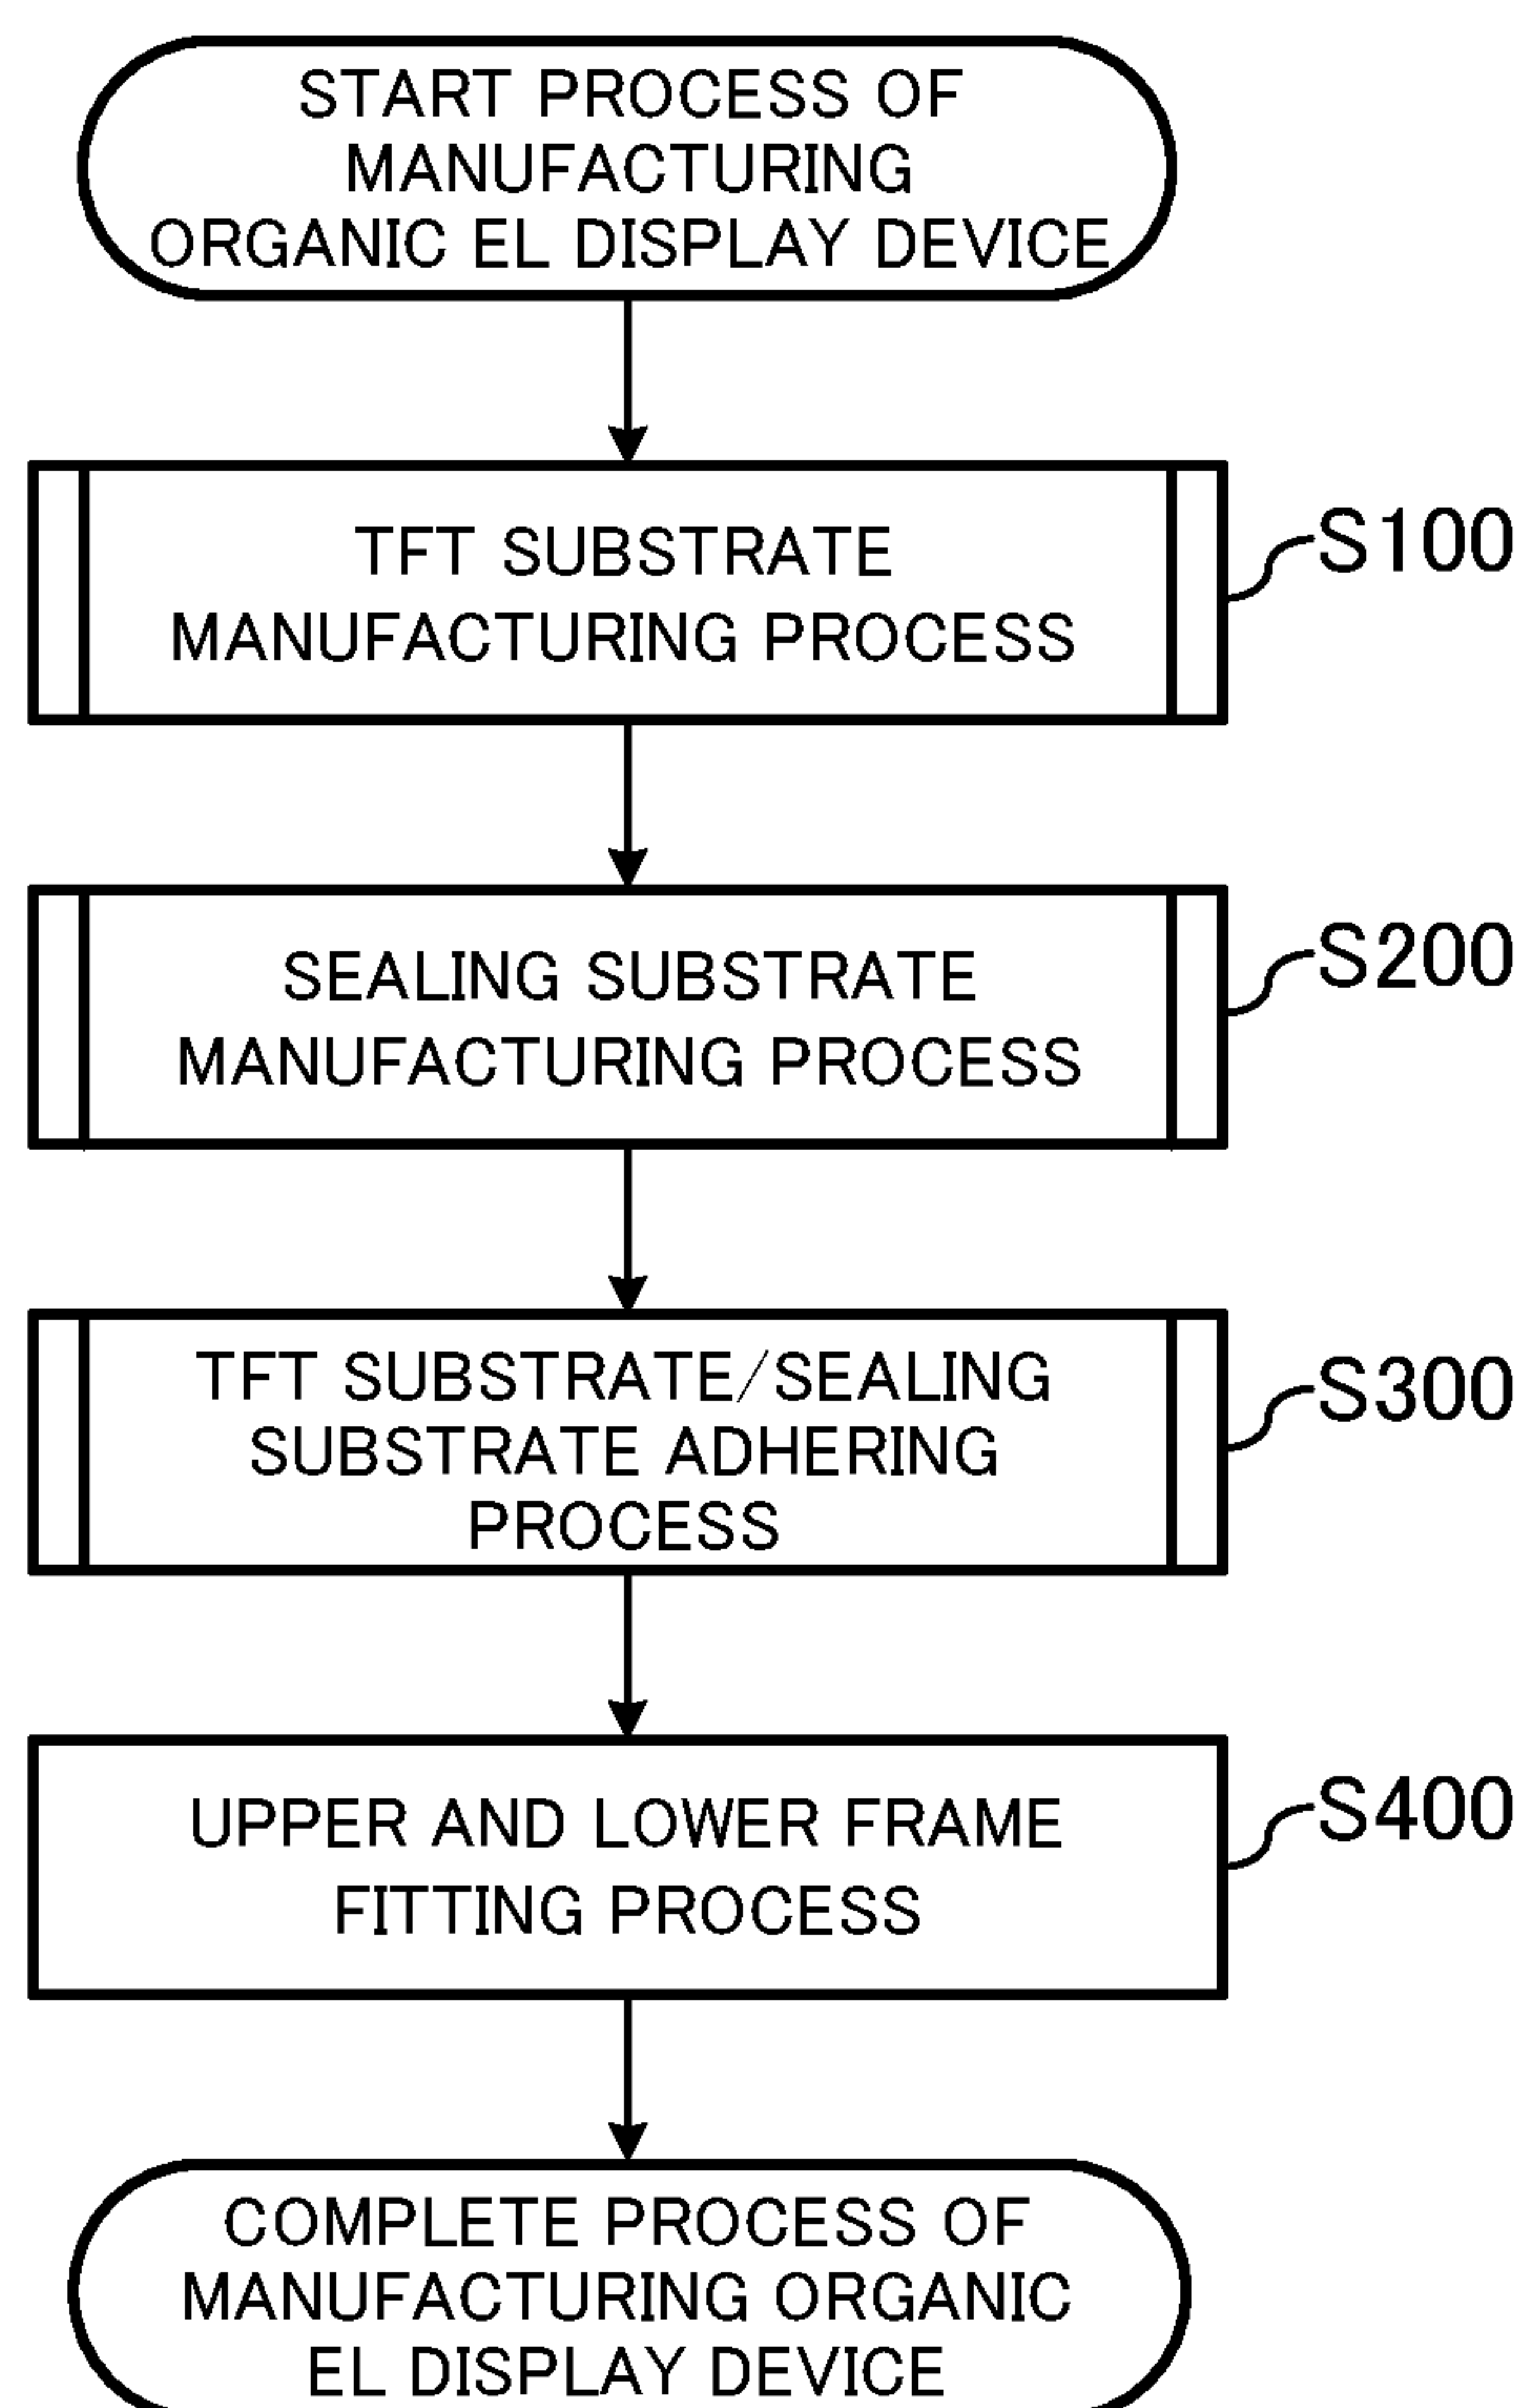 START PROCESS OF
MANUFACTURING
ORGANIC EL DISPLAY DEVICE
TFT SUBSTRATE
MANUFACTURING PROCESS
S100
SEALING SUBSTRATE
MANUFACTURING PROCESS
S200
TFT SUBSTRATE/SEALING
SUBSTRATE ADHERING
PROCESS
S300
UPPER AND LOWER FRAME
FITTING PROCESS
S400
COMPLETE PROCESS OF
MANUFACTURING ORGANIC
EL DISPLAY DEVICE